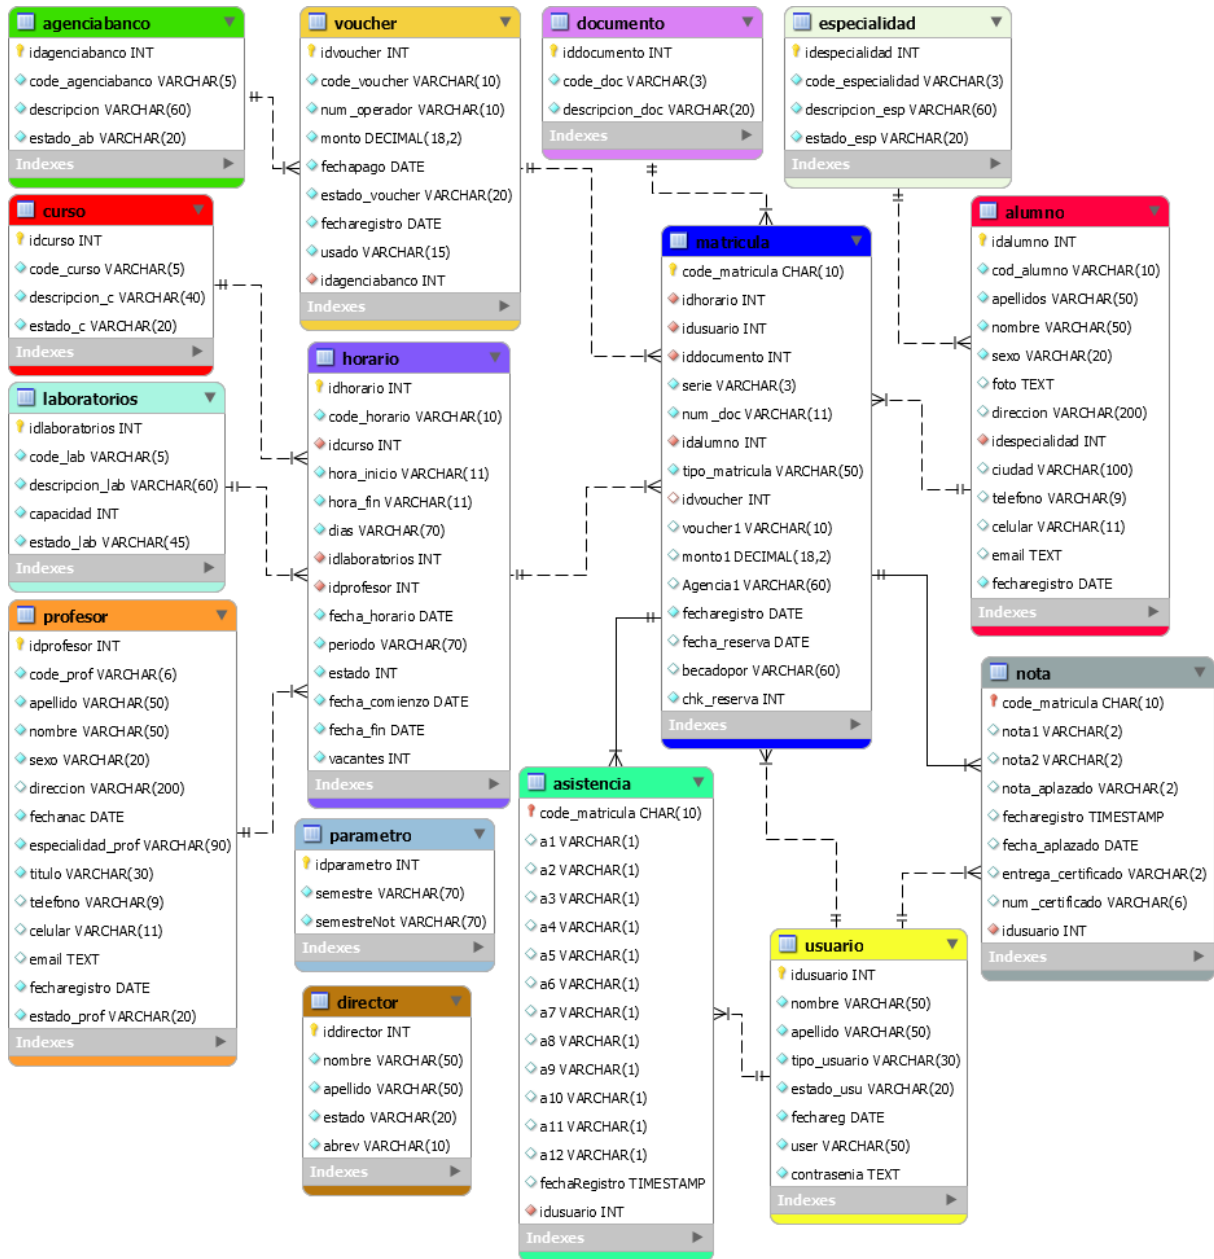 agenciabanco
idagenciabanco INT
code_agenciabanco VARCHAR(5)
descripcion VARCHAR(60)
estado_ab VARCHAR(20)
Indexes
voucher
idvoucher INT
code_voucher VARCHAR(10)
num_operador VARCHAR(10)
monto DECIMAL(18,2)
fechapago DATE
estado_voucher VARCHAR(20)
fecharegistro DATE
usado VARCHAR(15)
idagenciabanco INT
Indexes
documento
iddocumento INT
code_doc VARCHAR(3)
descripcion_doc VARCHAR(20)
Indexes
especialidad
idespecialidad INT
code_especialidad VARCHAR(3)
descripcion_esp VARCHAR(60)
estado_esp VARCHAR(20)
Indexes
curso
idcurso INT
code_curso VARCHAR(5)
descripcion_c VARCHAR(40)
estado_c VARCHAR(20)
Indexes
alumno
idalumno INT
cod_alumno VARCHAR(10)
apellidos VARCHAR(50)
nombre VARCHAR(50)
sexo VARCHAR(20)
foto TEXT
direccion VARCHAR(200)
idespecialidad INT
ciudad VARCHAR(100)
telefono VARCHAR(9)
celular VARCHAR(11)
email TEXT
fecharegistro DATE
Indexes
matricula
code_matricula CHAR(10)
idhorario INT
idusuario INT
iddocumento INT
serie VARCHAR(3)
num_doc VARCHAR(11)
idalumno INT
tipo_matricula VARCHAR(50)
idvoucher INT
voucher1 VARCHAR(10)
monto1 DECIMAL(18,2)
Agencia1 VARCHAR(60)
fecharegistro DATE
fecha_reserva DATE
becadopor VARCHAR(60)
chk_reserva INT
Indexes
horario
idhorario INT
code_horario VARCHAR(10)
idcurso INT
hora_inicio VARCHAR(11)
hora_fin VARCHAR(11)
dias VARCHAR(70)
idlaboratorios INT
idprofesor INT
fecha_horario DATE
periodo VARCHAR(70)
estado INT
fecha_comienzo DATE
fecha_fin DATE
vacantes INT
Indexes
laboratorios
idlaboratorios INT
code_lab VARCHAR(5)
descripcion_lab VARCHAR(60)
capacidad INT
estado_lab VARCHAR(45)
Indexes
profesor
idprofesor INT
code_prof VARCHAR(6)
apellido VARCHAR(50)
nombre VARCHAR(50)
sexo VARCHAR(20)
direccion VARCHAR(200)
fechanac DATE
especialidad_prof VARCHAR(90)
titulo VARCHAR(30)
telefono VARCHAR(9)
celular VARCHAR(11)
email TEXT
fecharegistro DATE
estado_prof VARCHAR(20)
Indexes
nota
code_matricula CHAR(10)
nota1 VARCHAR(2)
nota2 VARCHAR(2)
nota_aplazado VARCHAR(2)
fecharegistro TIMESTAMP
fecha_aplazado DATE
entrega_certificado VARCHAR(2)
num_certificado VARCHAR(6)
idusuario INT
Indexes
asistencia
code_matricula CHAR(10)
a1 VARCHAR(1)
a2 VARCHAR(1)
a3 VARCHAR(1)
a4 VARCHAR(1)
a5 VARCHAR(1)
a6 VARCHAR(1)
a7 VARCHAR(1)
a8 VARCHAR(1)
a9 VARCHAR(1)
a10 VARCHAR(1)
a11 VARCHAR(1)
a12 VARCHAR(1)
fechaRegistro TIMESTAMP
idusuario INT
Indexes
parametro
idparametro INT
semestre VARCHAR(70)
semestreNot VARCHAR(70)
Indexes
director
iddirector INT
nombre VARCHAR(50)
apellido VARCHAR(50)
estado VARCHAR(20)
abrev VARCHAR(10)
Indexes
usuario
idusuario INT
nombre VARCHAR(50)
apellido VARCHAR(50)
tipo_usuario VARCHAR(30)
estado_usu VARCHAR(20)
fechareg DATE
user VARCHAR(50)
contrasenia TEXT
Indexes